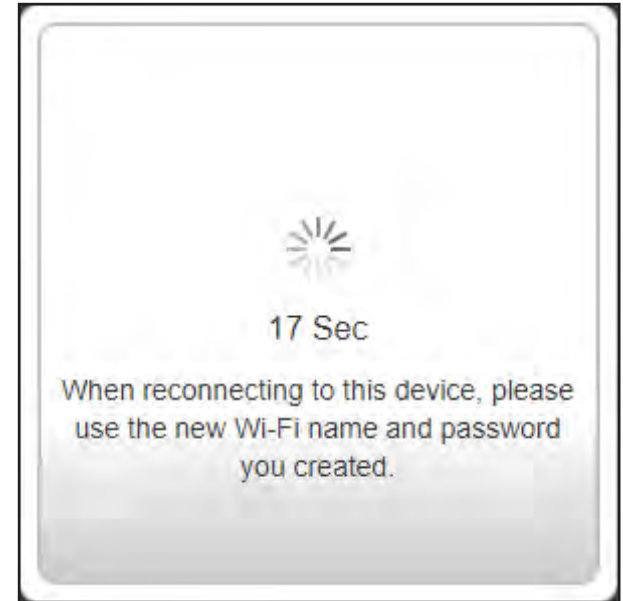 17 Sec
When reconnecting to this device, please
use the new Wi-Fi name and password
you created.